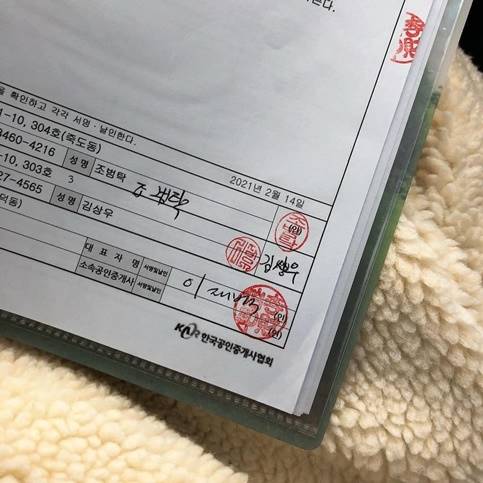 을 확인하고 각각 서명·날인한다.
2021년 2월 14일
1-10, 304호(죽도동)
3460-4216 성명 조범탁 조범탁 (인)
-10, 303호 3
27-4565 성명 김상우 김상우
덕동)
대표자명 서명및날인 (인)
소속공인중개사 서명및날인 (인)
KAR 한국공인중개사협회